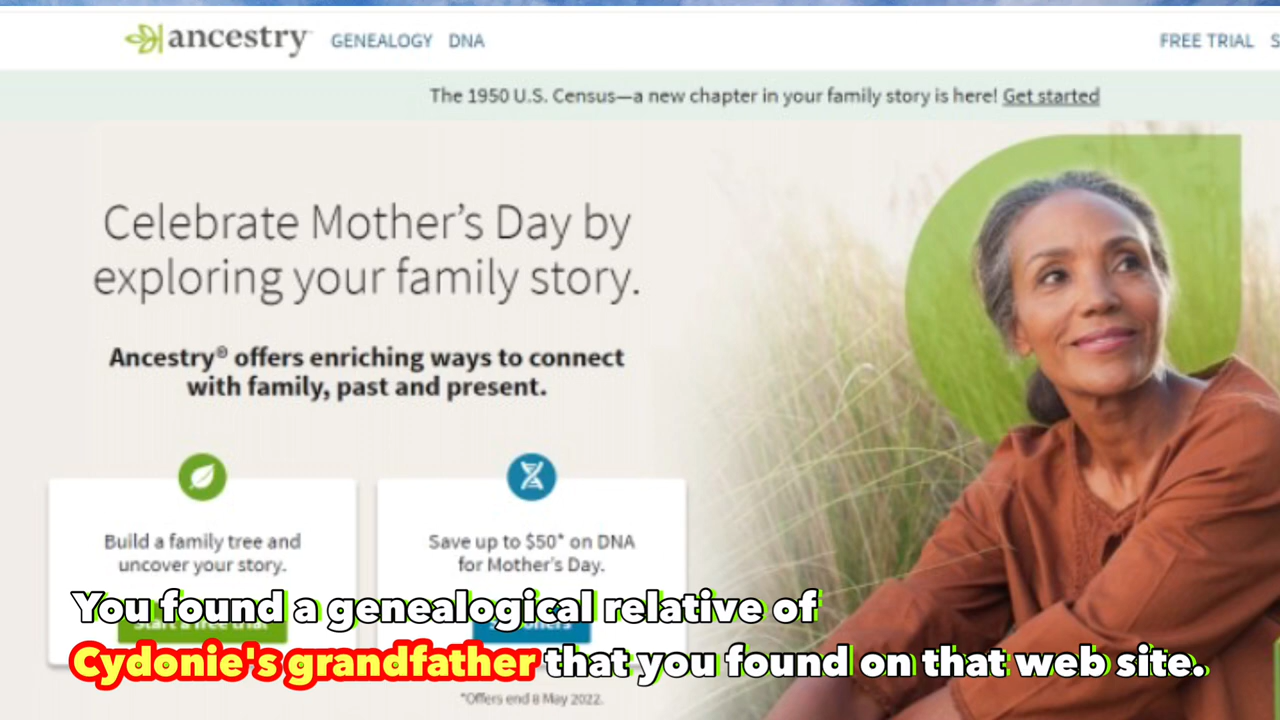 ancestry GENEALOGY DNA FREE TRIAL S
The 1950 U.S. Census—a new chapter in your family story is here! Get started
Celebrate Mother's Day by
exploring your family story.
Ancestry® offers enriching ways to connect
with family, past and present.
Build a family tree and
uncover your story.
Save up to $50* on DNA
for Mother's Day.
Start a free trial
You found a genealogical relative of
Cydonie's grandfather that you found on that web site.
*Offers end 8 May 2022.